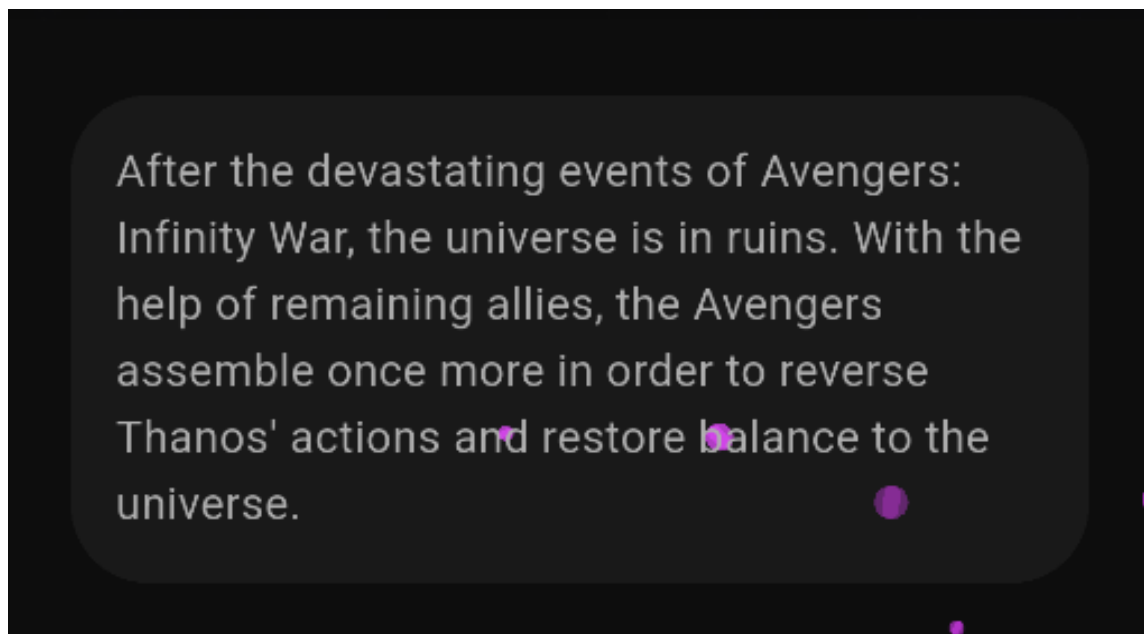 After the devastating events of Avengers:
Infinity War, the universe is in ruins. With the
help of remaining allies, the Avengers
assemble once more in order to reverse
Thanos' actions and restore balance to the
universe.